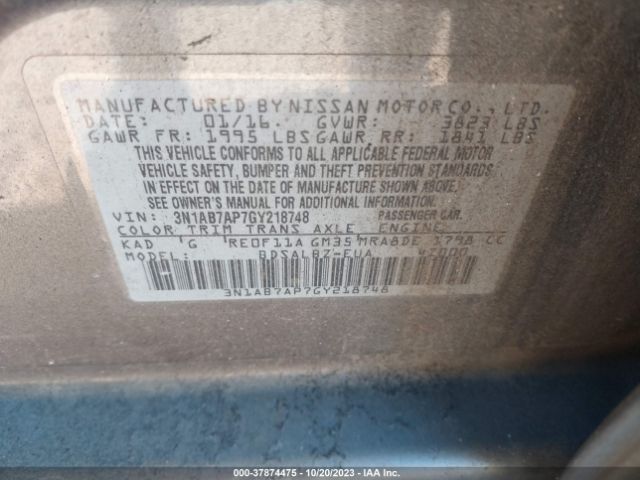 MANUFACTURED BY NISSAN MOTOR CO., LTD.
DATE: 01/16 GVWR: 3823 LBS
GAWR FR: 1995 LBS GAWR RR: 1841 LBS
THIS VEHICLE CONFORMS TO ALL APPLICABLE FEDERAL MOTOR
VEHICLE SAFETY, BUMPER AND THEFT PREVENTION STANDARDS
IN EFFECT ON THE DATE OF MANUFACTURE SHOWN ABOVE.
SEE OWNER'S MANUAL FOR ADDITIONAL INFORMATION.
VIN: 3N1AB7AP7GY218748 PASSENGER CAR.
COLOR TRIM TRANS AXLE ENGINE
KAD G RE0F11A GM35 MRA8DE 1798 CC
MODEL: BDSALBZ-EUA
3N1AB7AP7GY218748
000-37874475 - 10/20/2023 - IAA Inc.